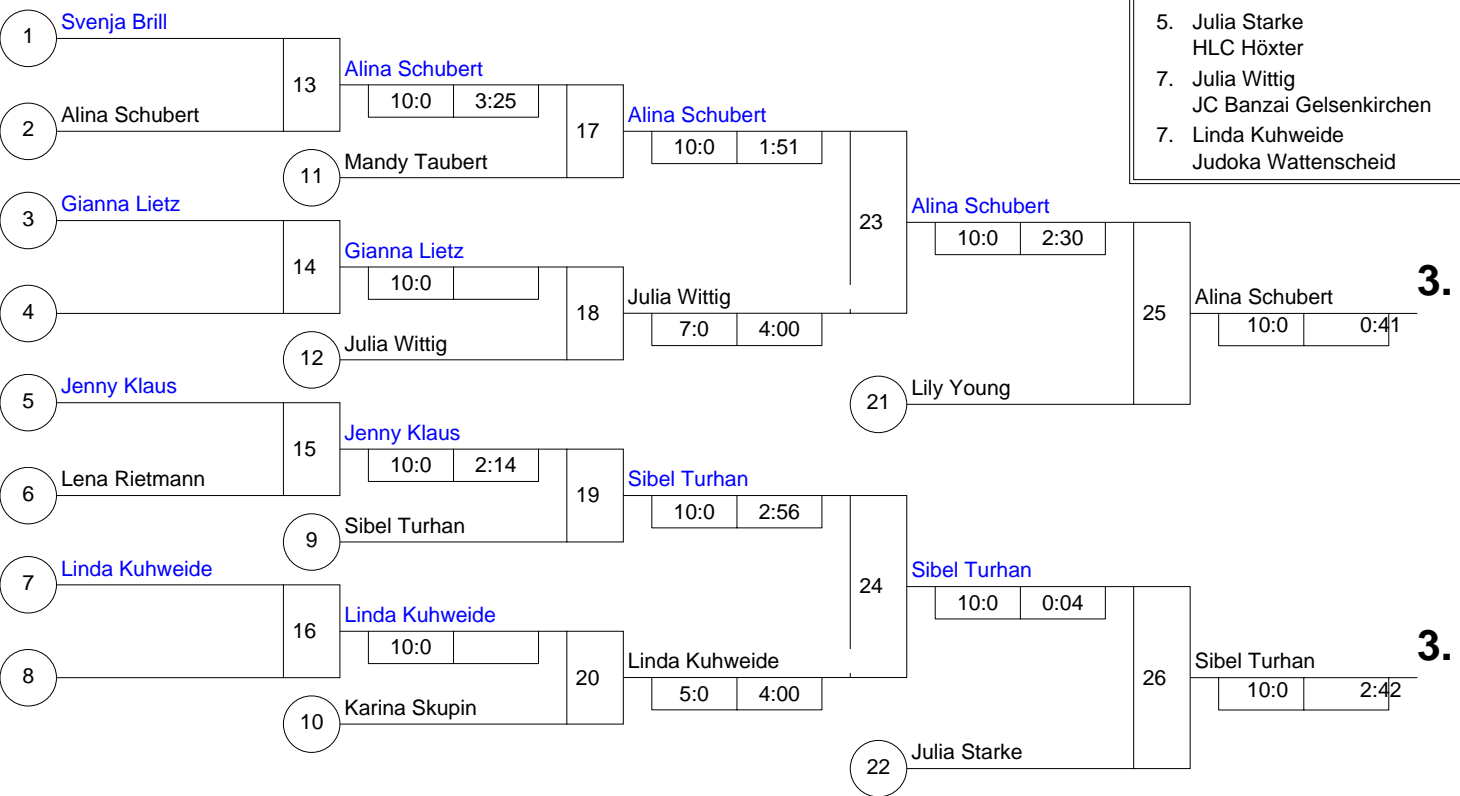 1 Svenja Brill
2 Alina Schubert
13 Alina Schubert
10:0 3:25
11 Mandy Taubert
17 Alina Schubert
10:0 1:51
3 Gianna Lietz
4
14 Gianna Lietz
10:0
12 Julia Wittig
18 Julia Wittig
7:0 4:00
23 Alina Schubert
10:0 2:30
5 Jenny Klaus
6 Lena Rietmann
15 Jenny Klaus
10:0 2:14
9 Sibel Turhan
19 Sibel Turhan
10:0 2:56
7 Linda Kuhweide
8
16 Linda Kuhweide
10:0
10 Karina Skupin
20 Linda Kuhweide
5:0 4:00
24 Sibel Turhan
10:0 0:04
21 Lily Young
25 Alina Schubert
10:0 0:41
3.
22 Julia Starke
26 Sibel Turhan
10:0 2:42
3.
5. Julia Starke
HLC Höxter
7. Julia Wittig
JC Banzai Gelsenkirchen
7. Linda Kuhweide
Judoka Wattenscheid